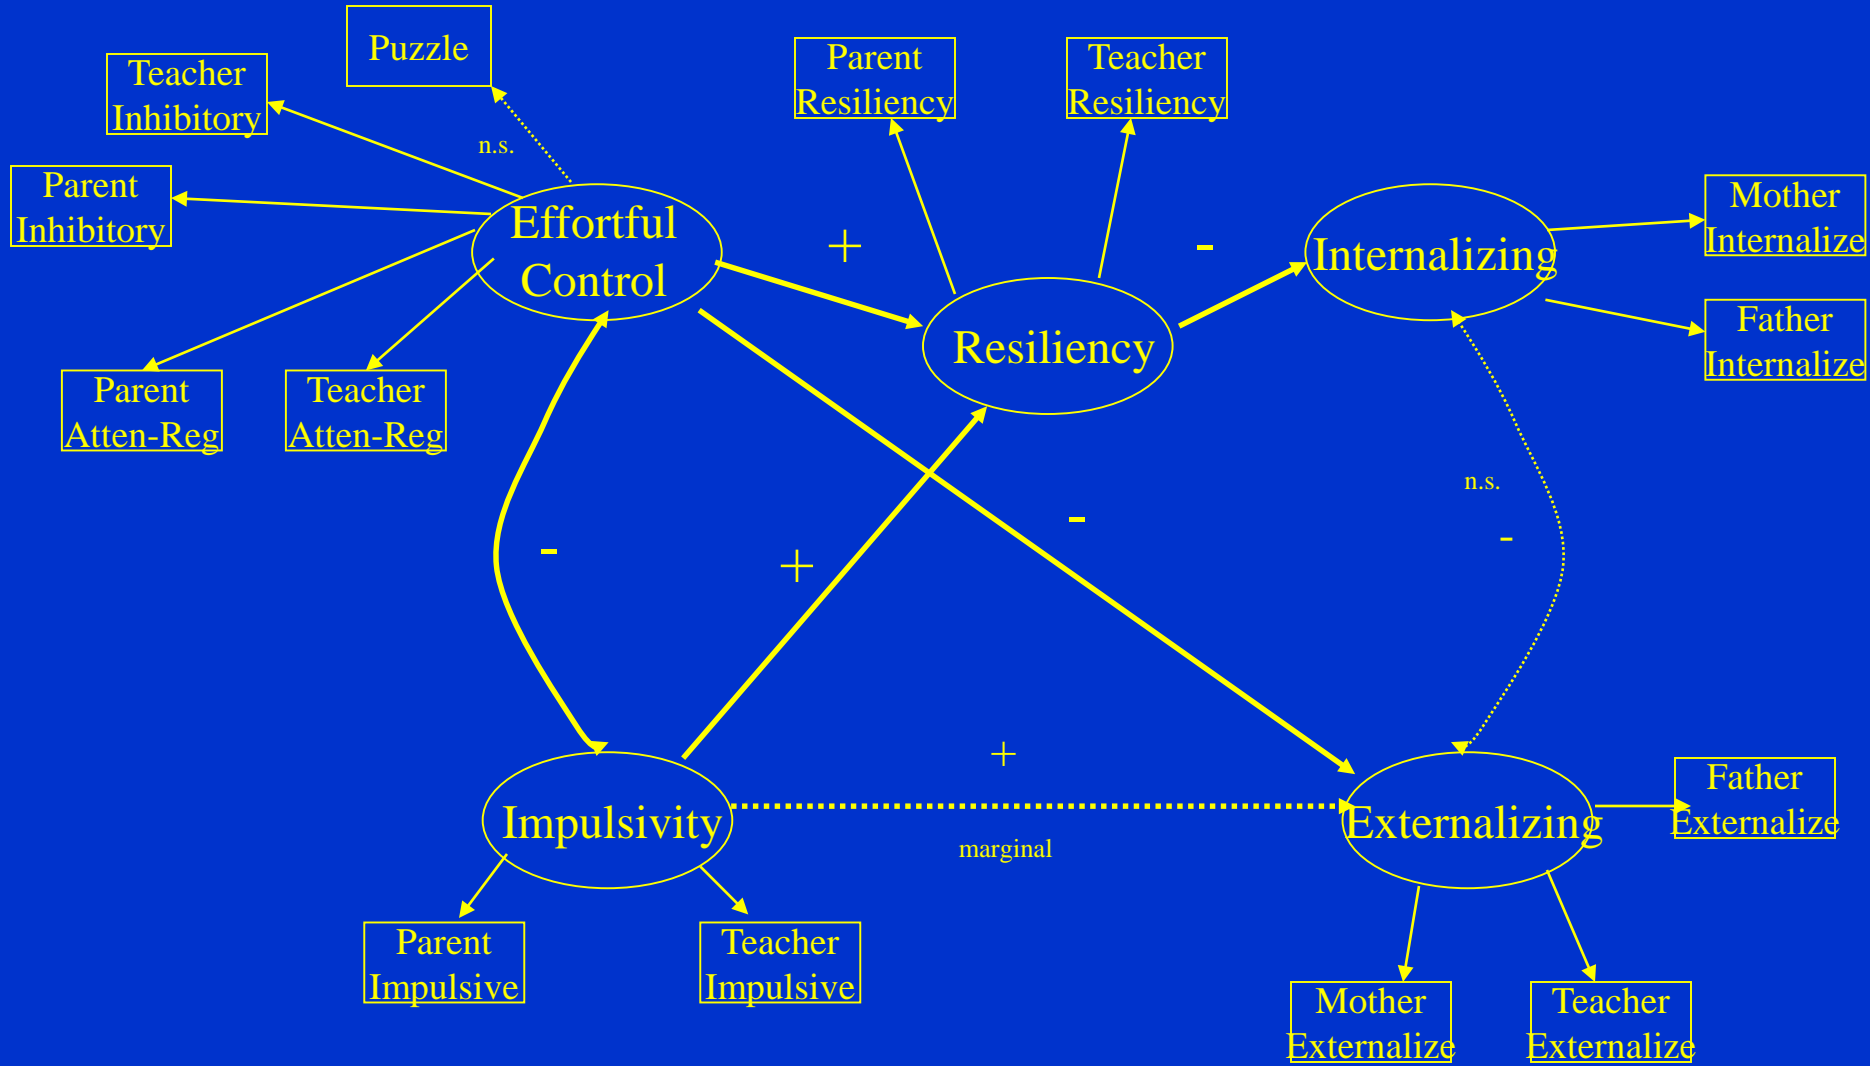 Puzzle
Teacher
Inhibitory
n.s.
Parent
Inhibitory
Effortful
Control
Parent
Atten-Reg
Teacher
Atten-Reg
Parent
Resiliency
Teacher
Resiliency
+
-
Resiliency
Internalizing
Mother
Internalize
Father
Internalize
n.s.
-
-
+
-
+
marginal
Impulsivity
Externalizing
Father
Externalize
Parent
Impulsive
Teacher
Impulsive
Mother
Externalize
Teacher
Externalize